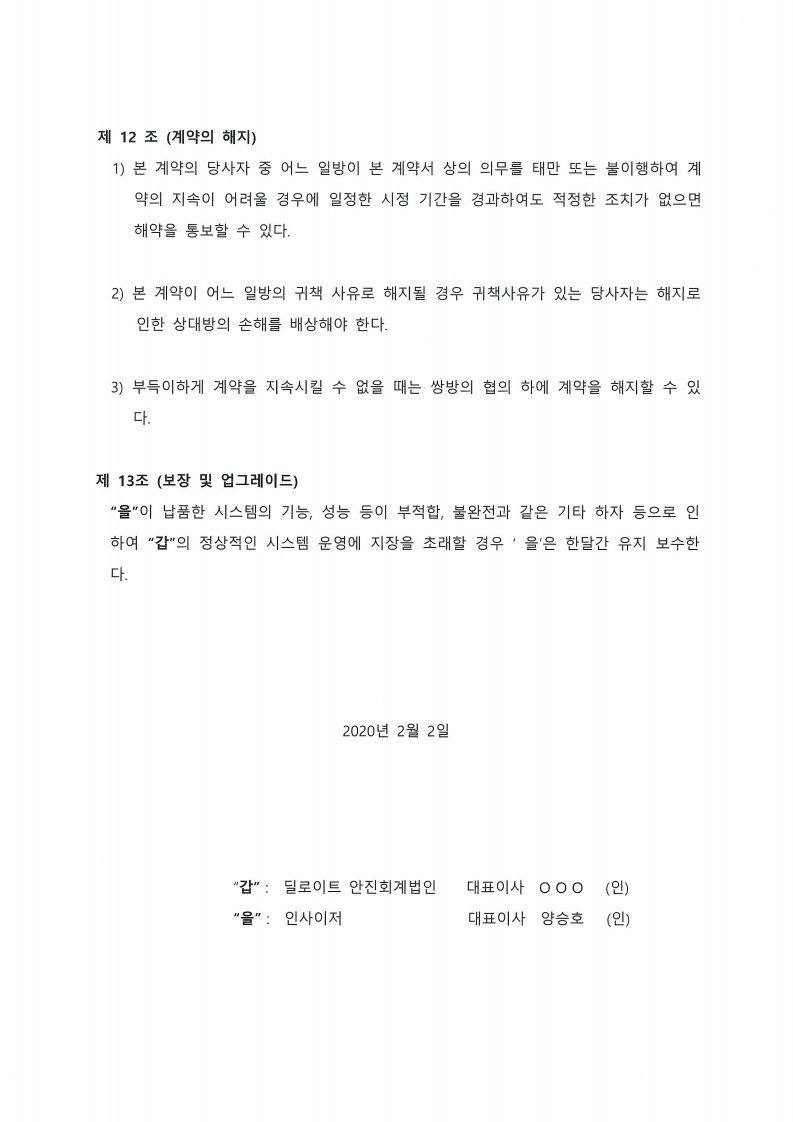 제 12 조 (계약의 해지)
1) 본 계약의 당사자 중 어느 일방이 본 계약서 상의 의무를 태만 또는 불이행하여 계
약의 지속이 어려울 경우에 일정한 시정 기간을 경과하여도 적정한 조치가 없으면
해약을 통보할 수 있다.
2) 본 계약이 어느 일방의 귀책 사유로 해지될 경우 귀책사유가 있는 당사자는 해지로
인한 상대방의 손해를 배상해야 한다.
3) 부득이하게 계약을 지속시킬 수 없을 때는 쌍방의 협의 하에 계약을 해지할 수 있
다.
제 13조 (보장 및 업그레이드)
“을”이 납품한 시스템의 기능, 성능 등이 부적합, 불완전과 같은 기타 하자 등으로 인
하여 “갑”의 정상적인 시스템 운영에 지장을 초래할 경우 ‘ 을’은 한달간 유지 보수한
다.
2020년 2월 2일
“갑” : 딜로이트 안진회계법인 대표이사 O O O (인)
“을” : 인사이저 대표이사 양승호 (인)